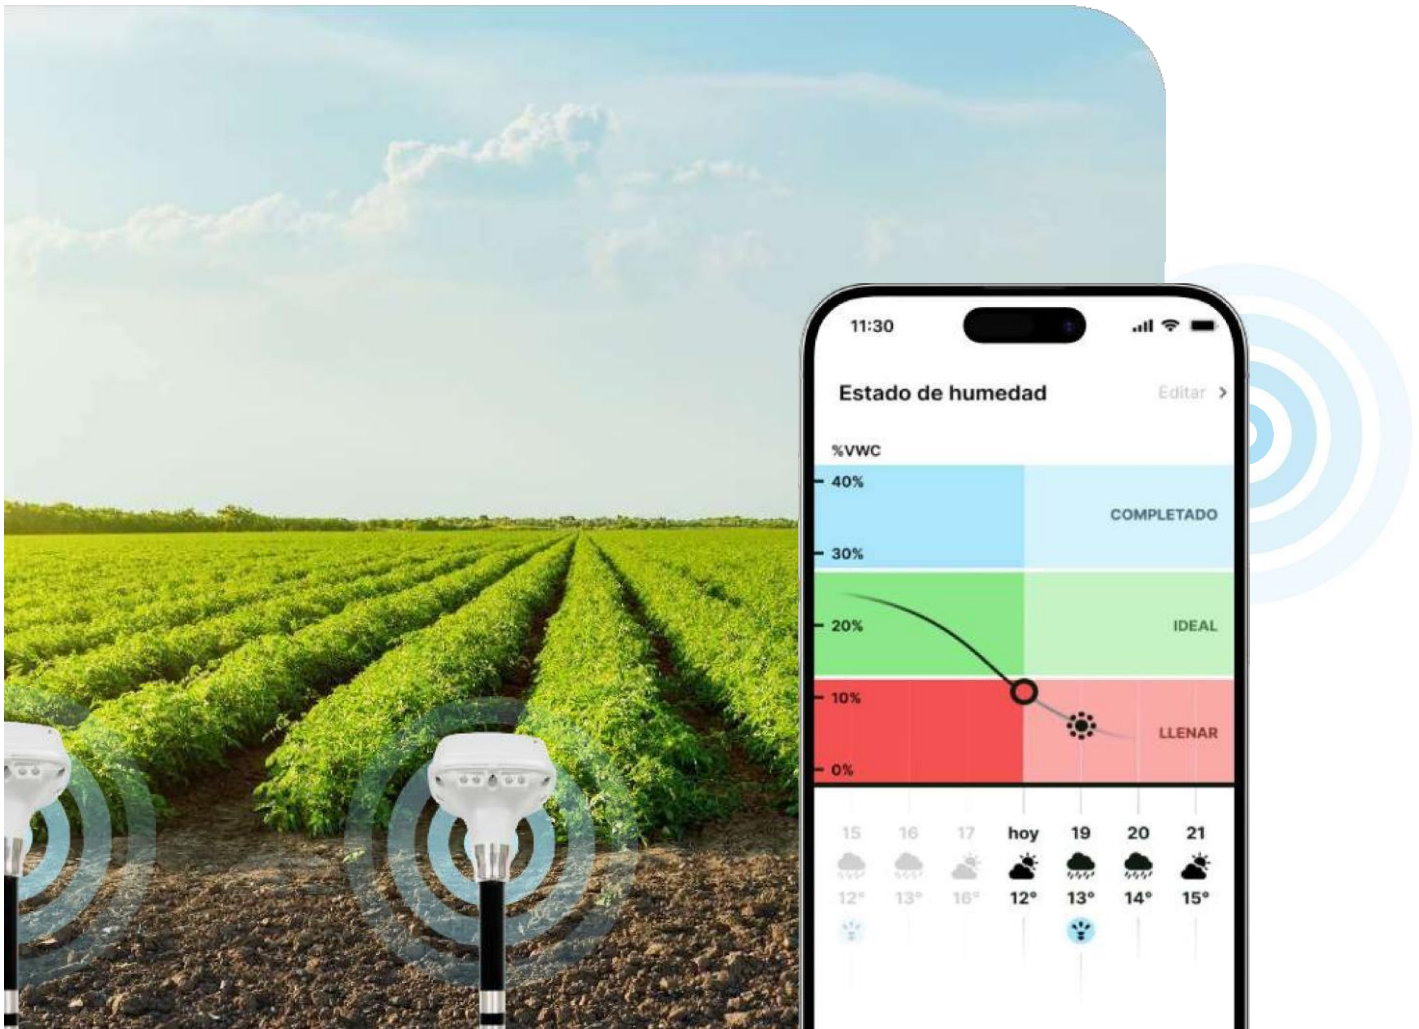 11:30
Estado de humedad
Editar >
%VWC
40%
COMPLETADO
30%
20%
IDEAL
10%
LLENAR
0%
15 16 17 hoy 19 20 21
12° 13° 16° 12° 13° 14° 15°